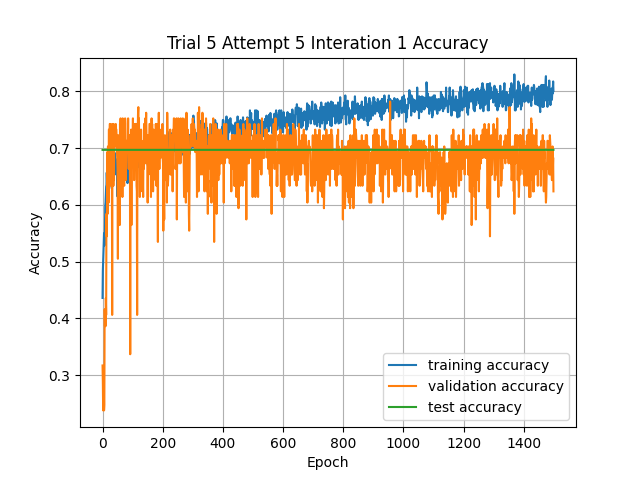 Trial 5 Attempt 5 Interation 1 Accuracy
0.8
0.7
0.6
0.5
0.4
0.3
Accuracy
training accuracy
validation accuracy
test accuracy
0 200 400 600 800 1000 1200 1400
Epoch